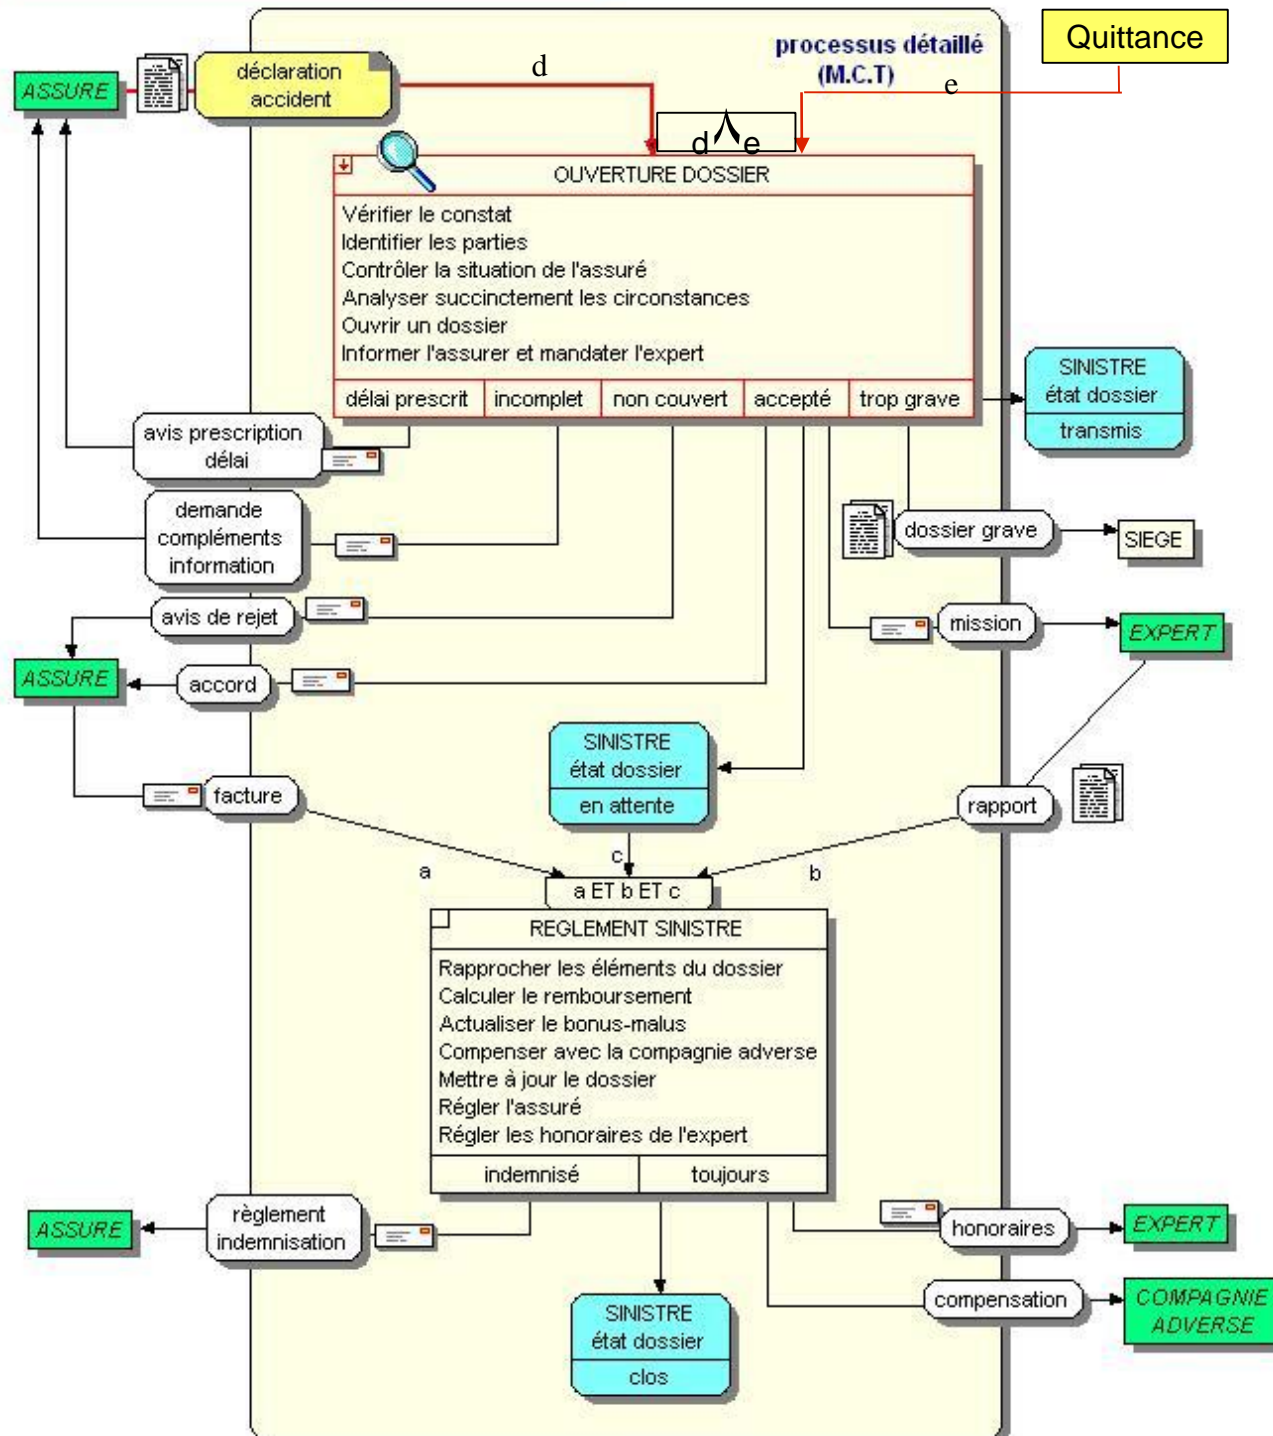 processus détaillé
(M.C.T)
Quittance
ASSURE
déclaration
accident
d
e
d ⋏ e
OUVERTURE DOSSIER
Vérifier le constat
Identifier les parties
Contrôler la situation de l'assuré
Analyser succinctement les circonstances
Ouvrir un dossier
Informer l'assurer et mandater l'expert
délai prescrit
incomplet
non couvert
accepté
trop grave
SINISTRE
état dossier
transmis
avis prescription
délai
demande
compléments
information
dossier grave
SIEGE
avis de rejet
mission
EXPERT
ASSURE
accord
SINISTRE
état dossier
en attente
facture
rapport
a
c
b
a ET b ET c
REGLEMENT SINISTRE
Rapprocher les éléments du dossier
Calculer le remboursement
Actualiser le bonus-malus
Compenser avec la compagnie adverse
Mettre à jour le dossier
Régler l'assuré
Régler les honoraires de l'expert
indemnisé
toujours
ASSURE
règlement
indemnisation
honoraires
EXPERT
compensation
COMPAGNIE
ADVERSE
SINISTRE
état dossier
clos